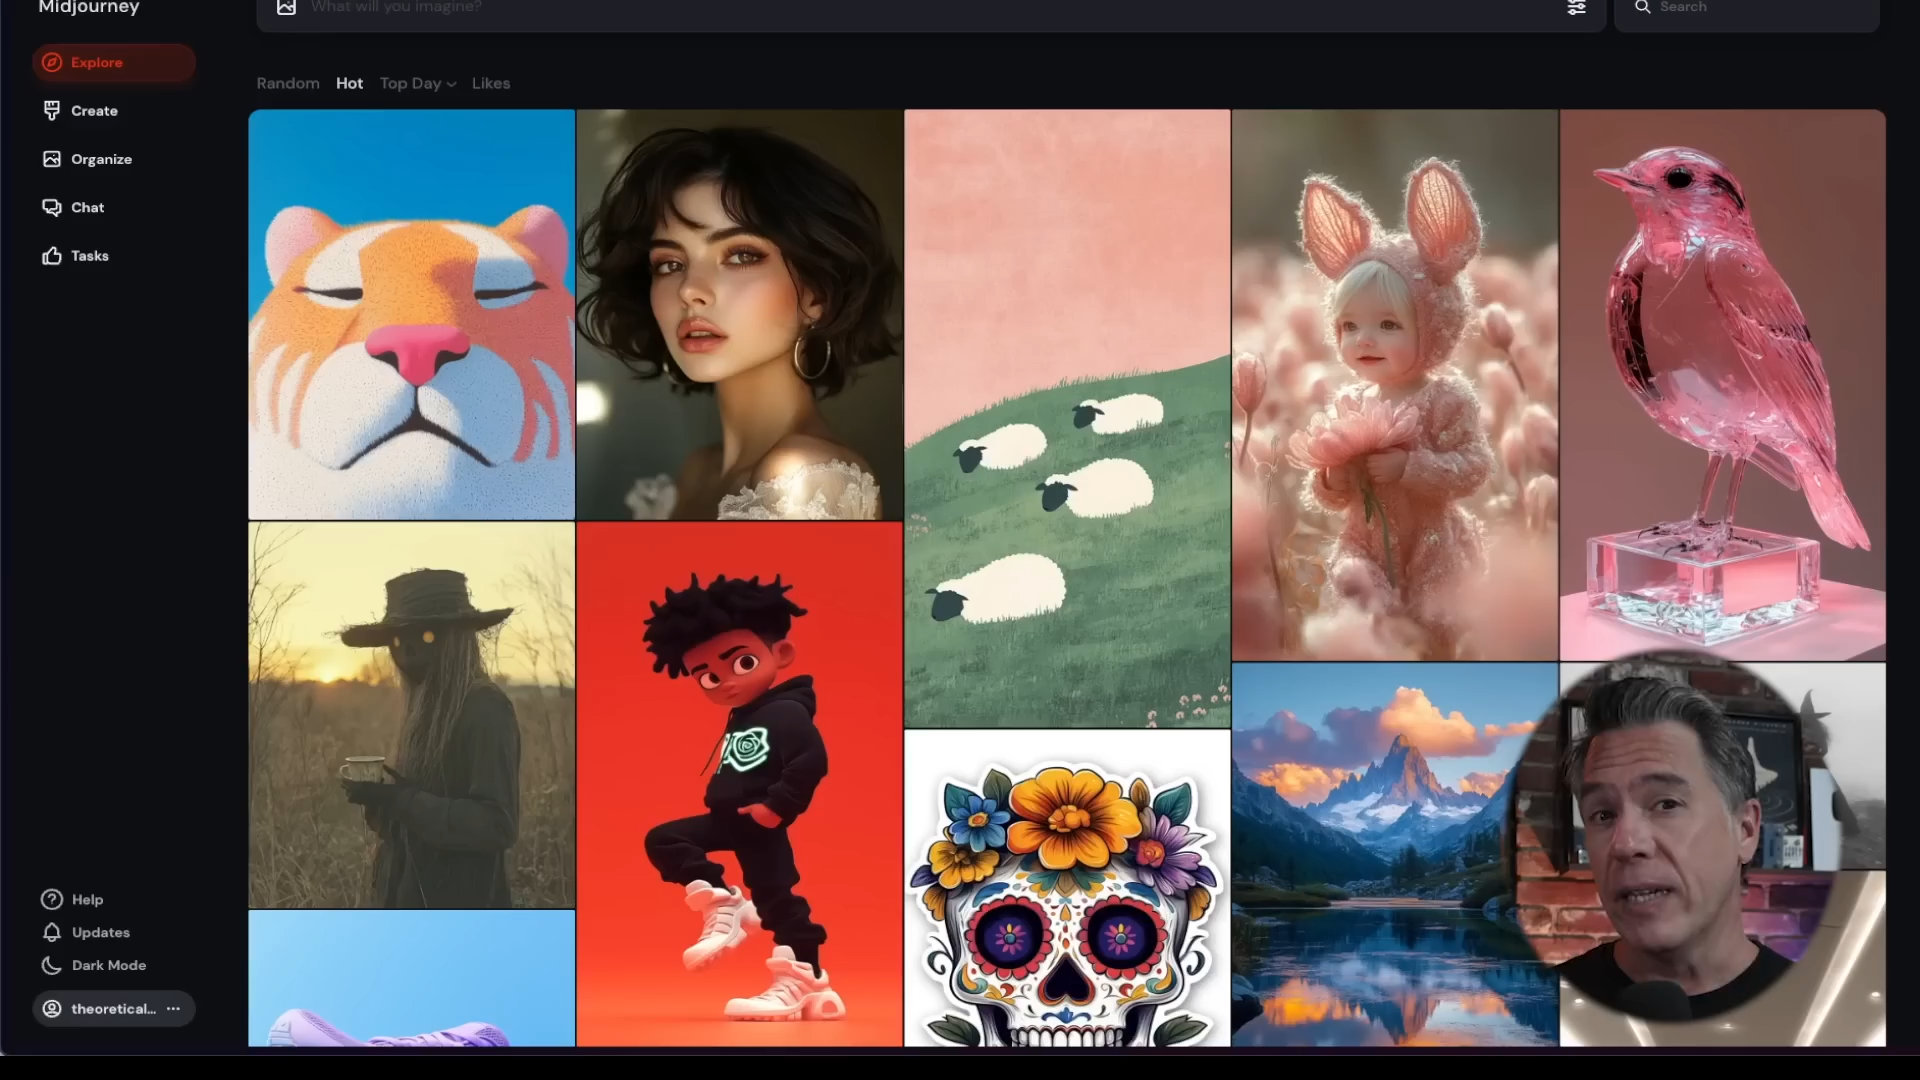 Midjourney
What will you imagine?
Search
Explore
Random Hot Top Day Likes
Create
Organize
Chat
Tasks
Help
Updates
Dark Mode
theoretical...